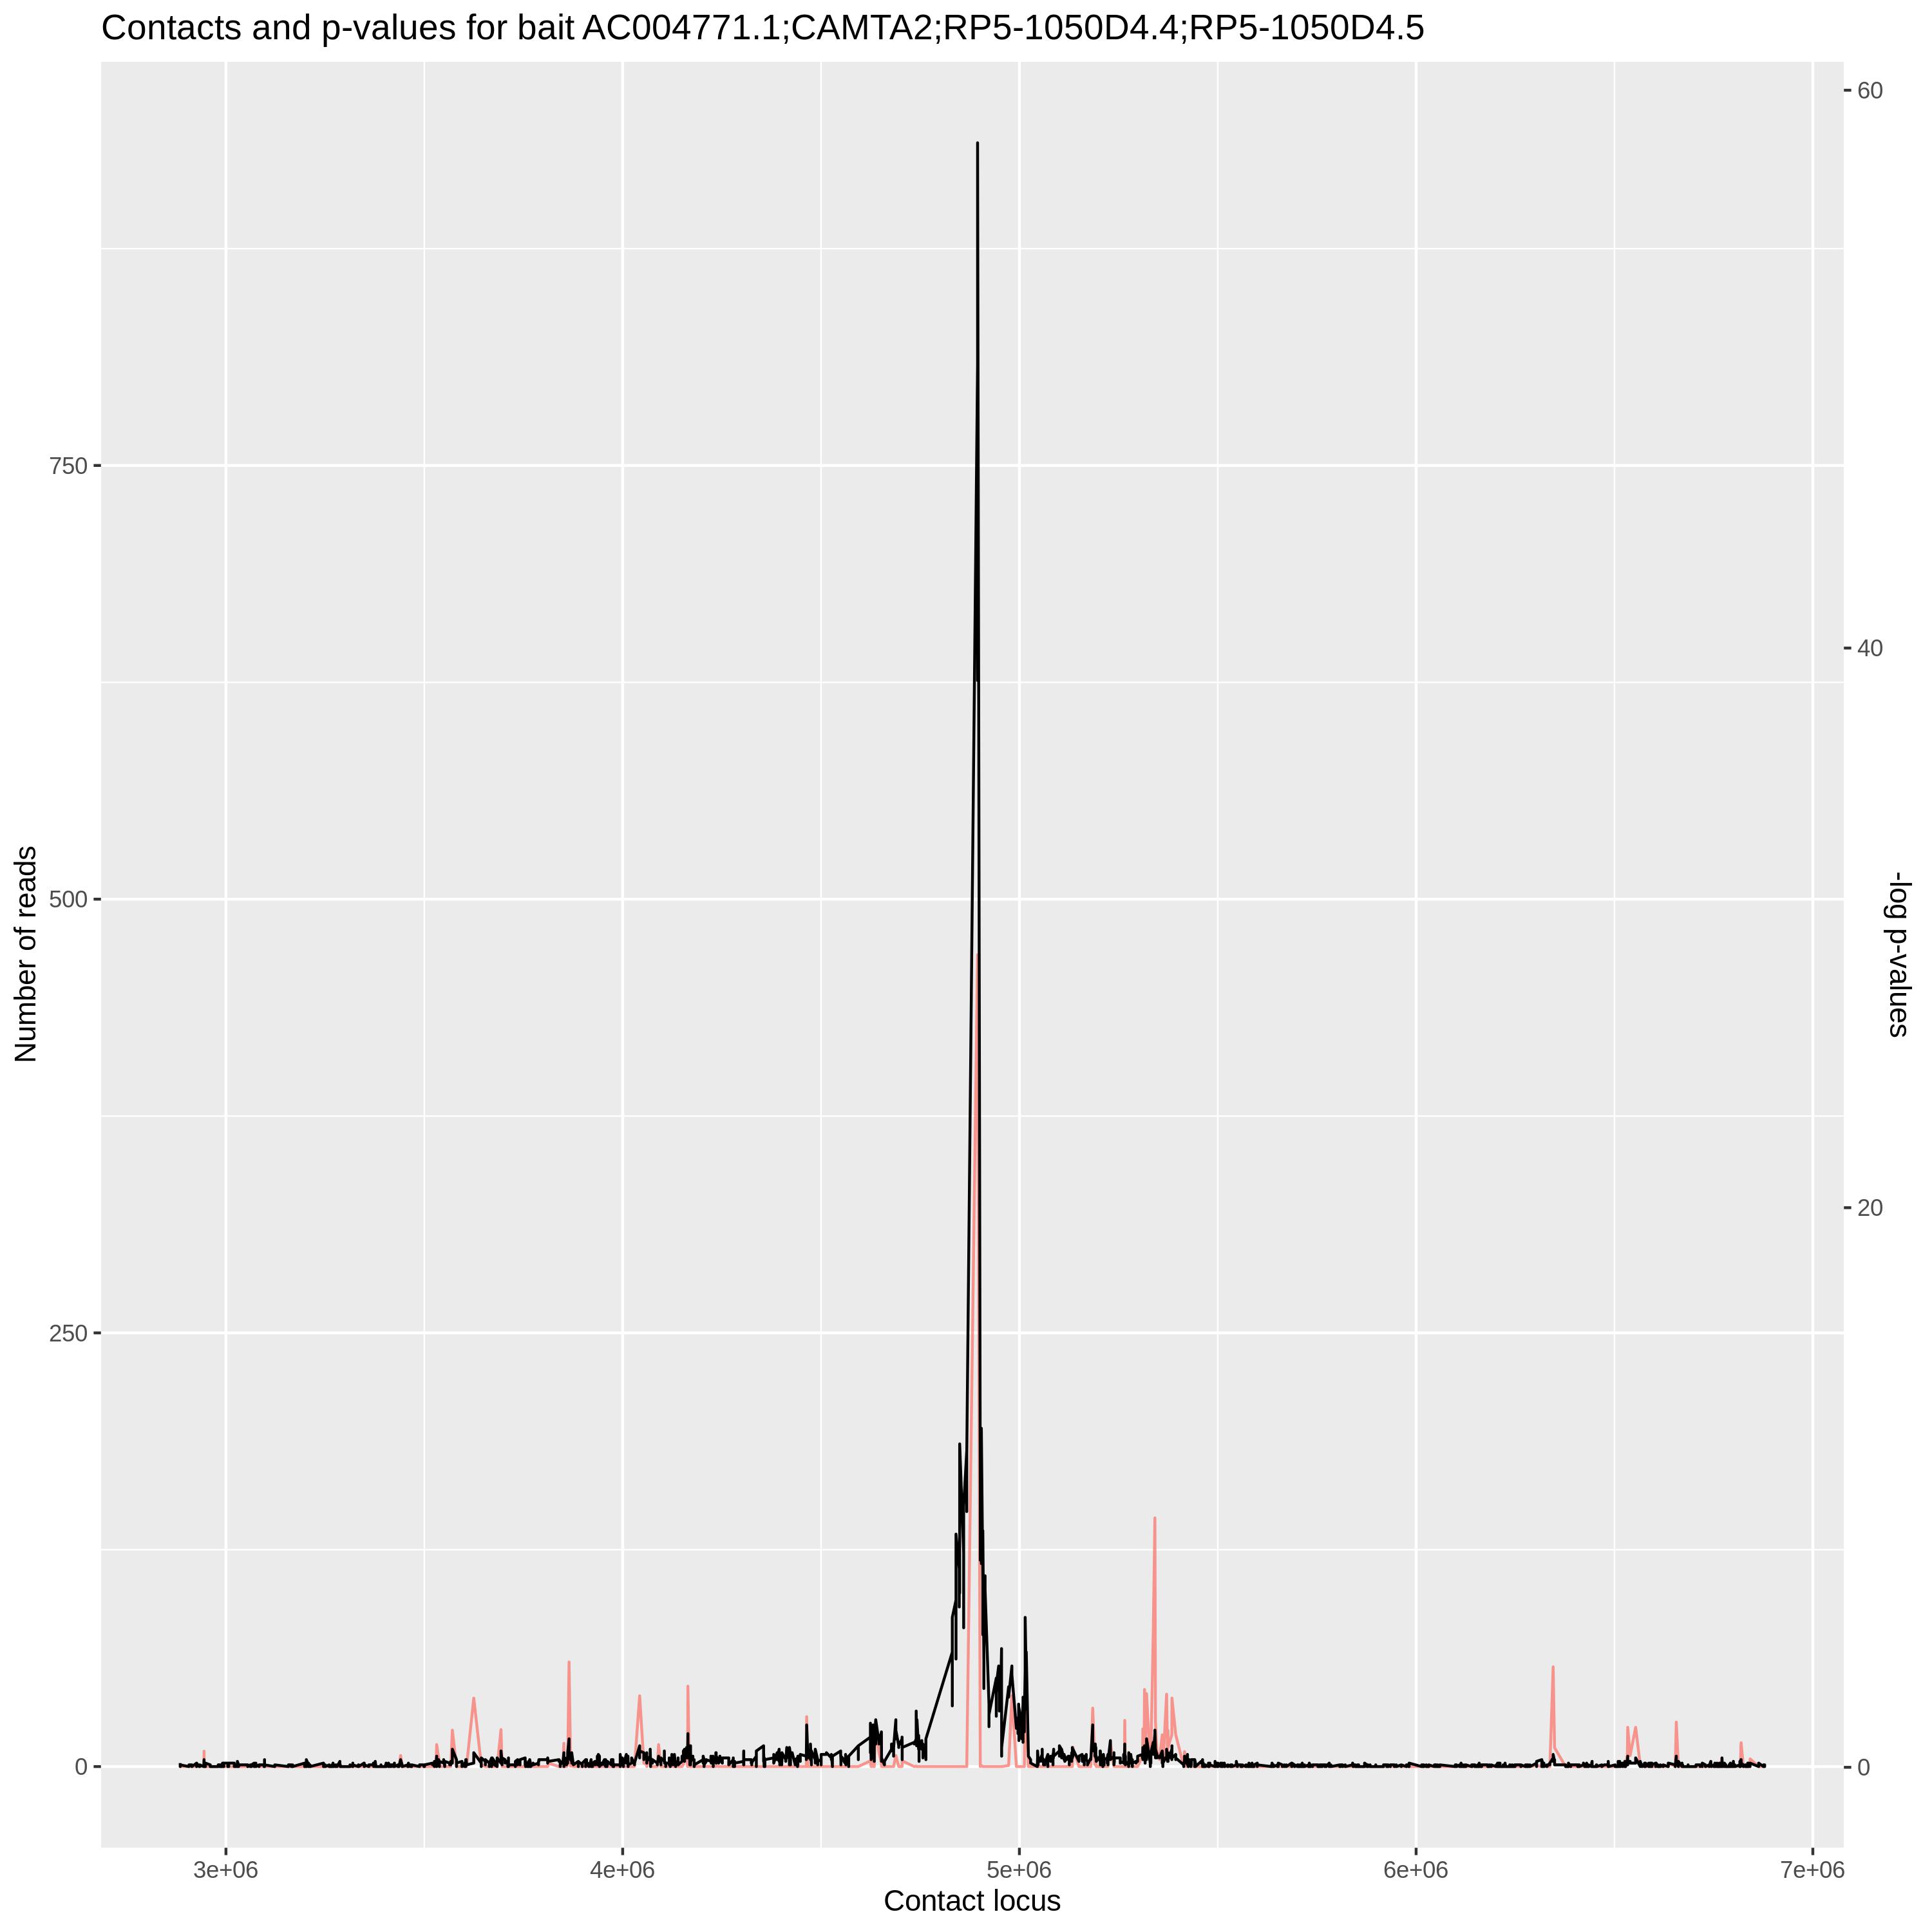 Contacts and p-values for bait AC004771.1;CAMTA2;RP5-1050D4.4;RP5-1050D4.5
60
750
40
Number of reads
500
-log p-values
20
250
0
0
3e+06
4e+06
5e+06
6e+06
7e+06
Contact locus